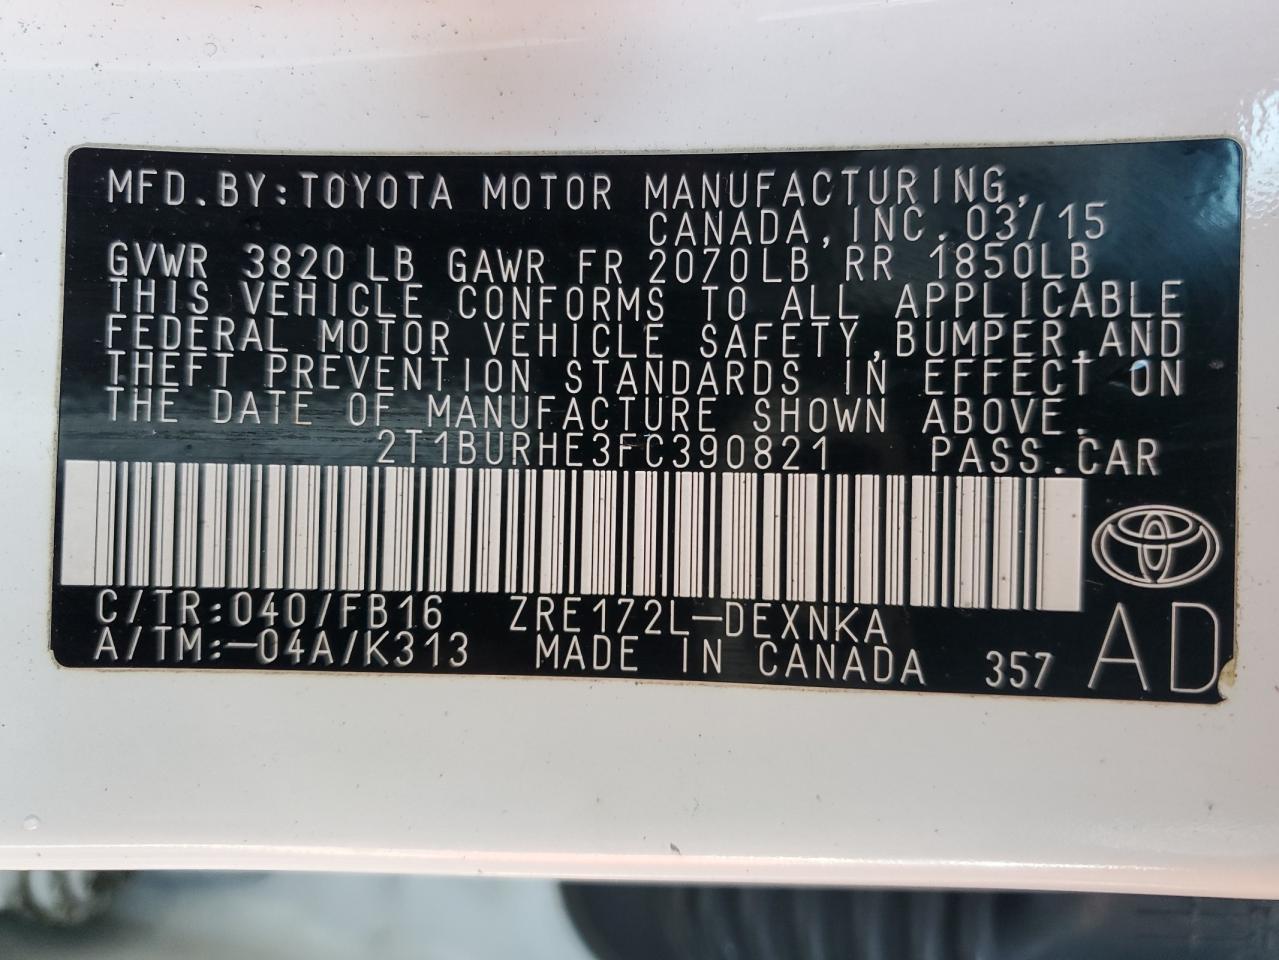 MFD.BY:TOYOTA MOTOR MANUFACTURING,
CANADA,INC.03/15
GVWR 3820LB GAWR FR 2070LB RR 1850LB
THIS VEHICLE CONFORMS TO ALL APPLICABLE
FEDERAL MOTOR VEHICLE SAFETY,BUMPER,AND
THEFT PREVENTION STANDARDS IN EFFECT ON
THE DATE OF MANUFACTURE SHOWN ABOVE.
2T1BURHE3FC390821 PASS.CAR
C/TR:040/FB16 ZRE172L-DEXNKA
A/TM:-04A/K313 MADE IN CANADA 357 AD